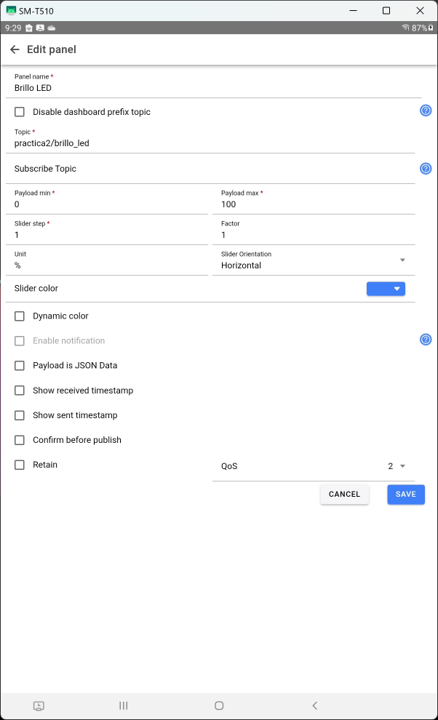 SM-T510
9:29 87%
Edit panel
Panel name *
Brillo LED
Disable dashboard prefix topic
Topic *
practica2/brillo_led
Subscribe Topic
Payload min * Payload max *
0 100
Slider step * Factor
1 1
Unit Slider Orientation
% Horizontal
Slider color
Dynamic color
Enable notification
Payload is JSON Data
Show received timestamp
Show sent timestamp
Confirm before publish
Retain QoS 2
CANCEL SAVE